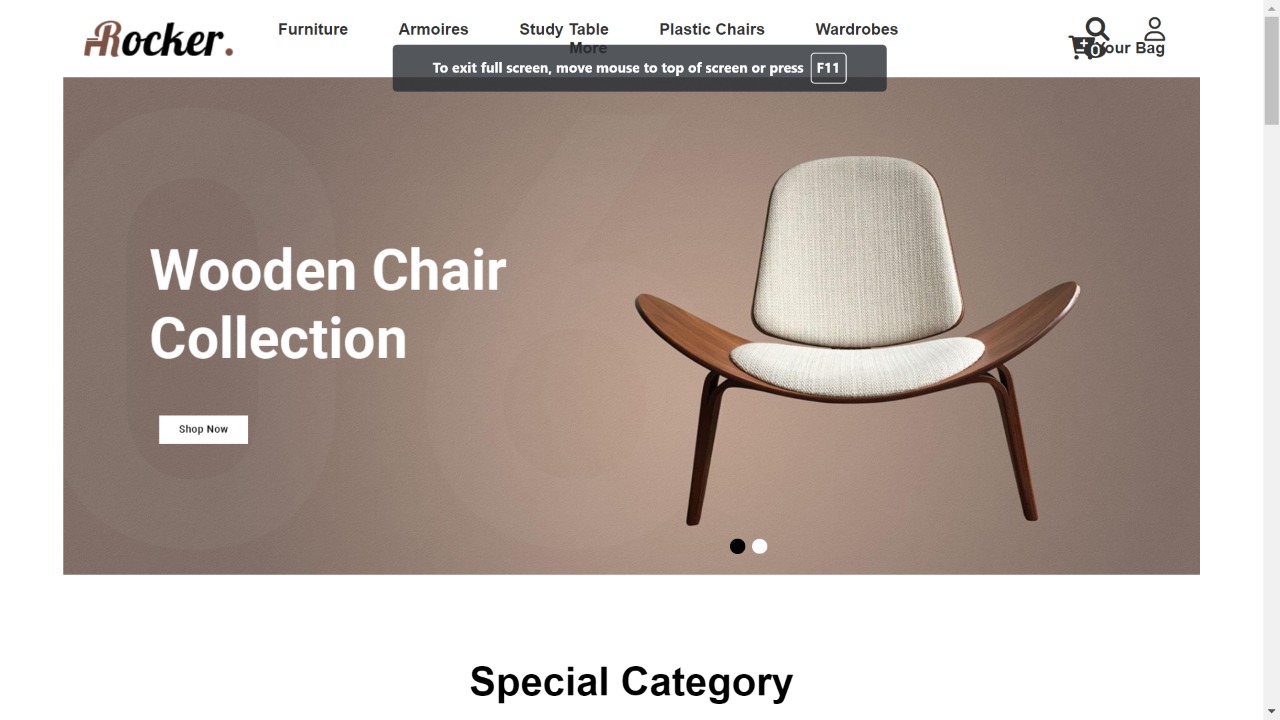 Rocker.
Furniture
Armoires
Study Table
Plastic Chairs
Wardrobes
More
0
Your Bag
To exit full screen, move mouse to top of screen or press F11
Wooden Chair
Collection
Shop Now
Special Category